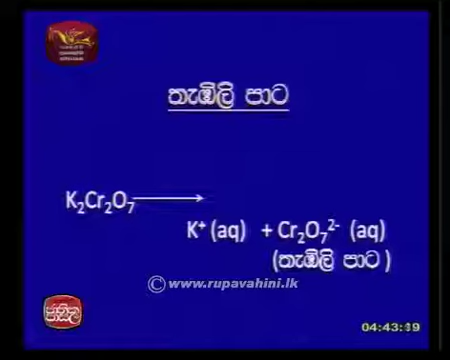 තැඹිලි පාට
K₂Cr₂O₇ ⟶
K⁺ (aq) + Cr₂O₇²⁻ (aq)
(තැඹිලි පාට )
© www.rupavahini.lk
04:43:19